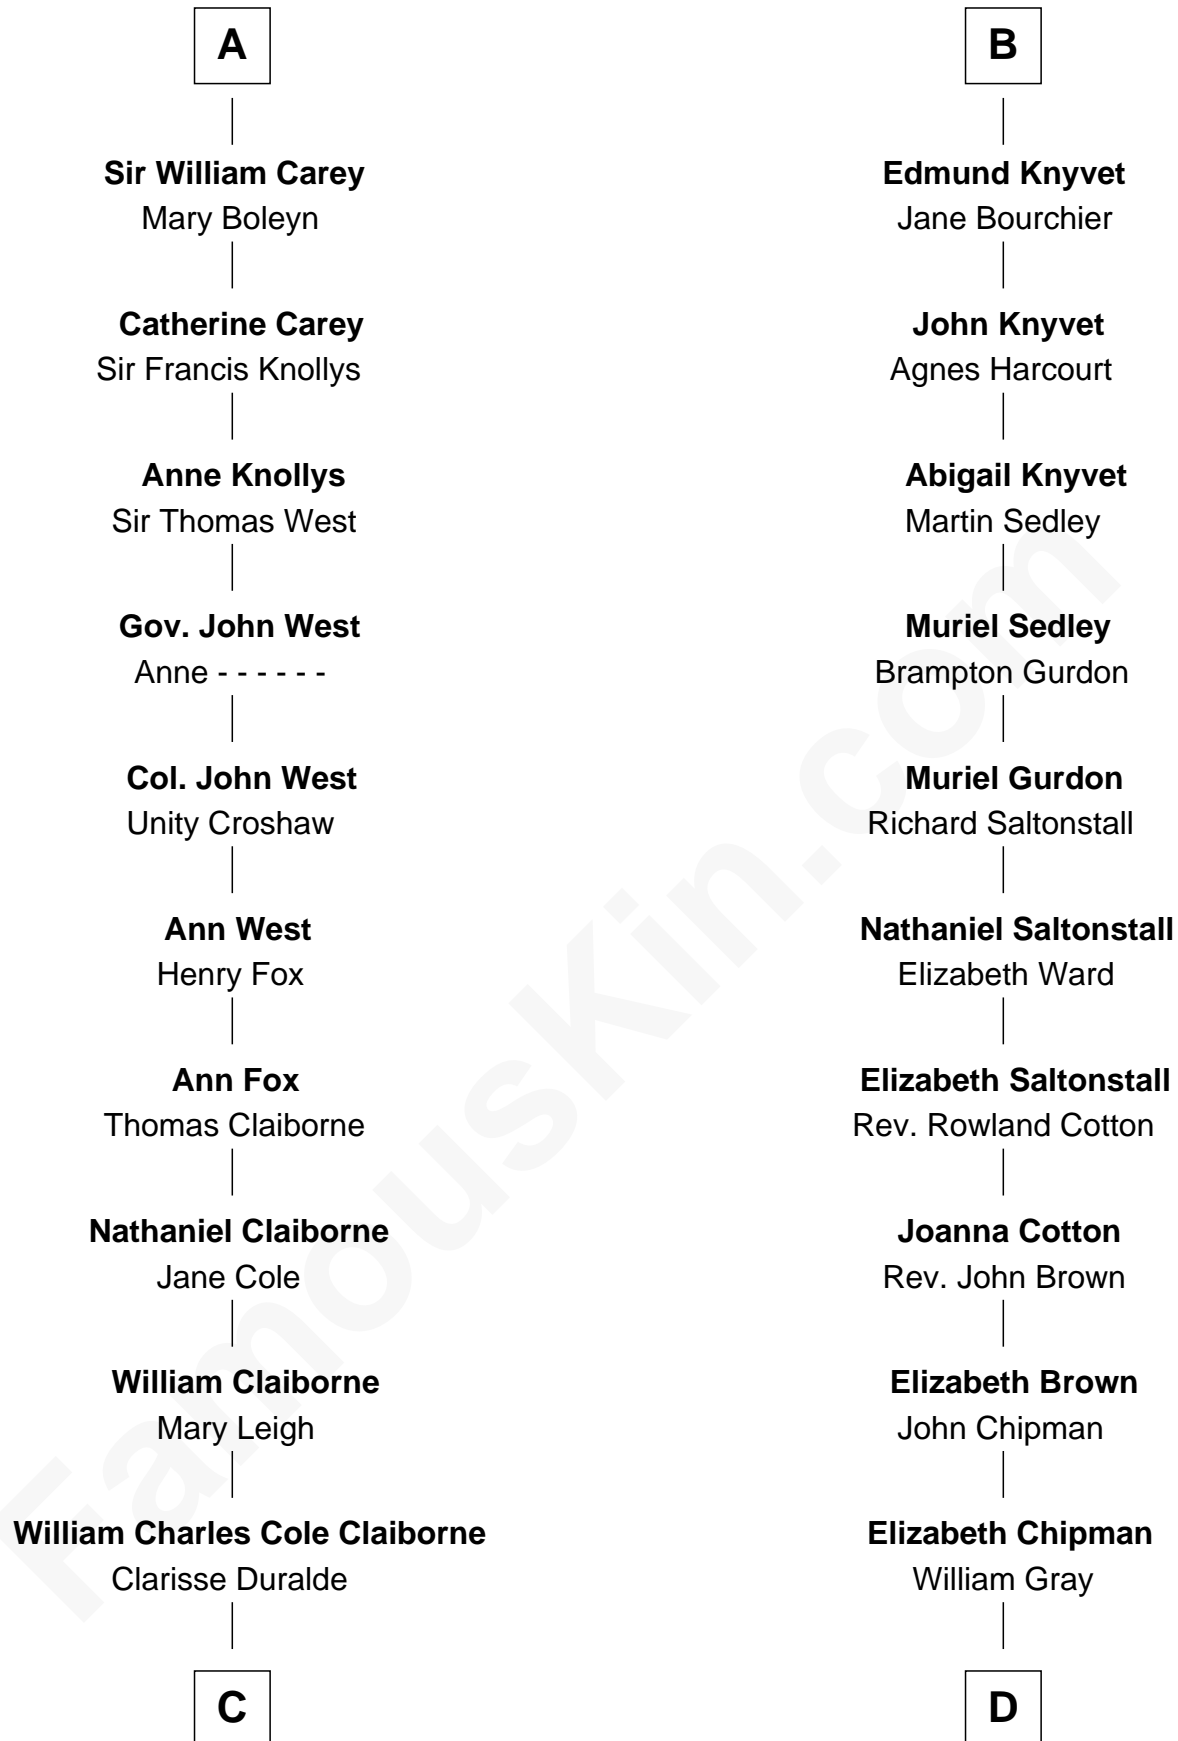 A
Sir William Carey
Mary Boleyn
Catherine Carey
Sir Francis Knollys
Anne Knollys
Sir Thomas West
Gov. John West
Anne - - - - - -
Col. John West
Unity Croshaw
Ann West
Henry Fox
Ann Fox
Thomas Claiborne
Nathaniel Claiborne
Jane Cole
William Claiborne
Mary Leigh
William Charles Cole Claiborne
Clarisse Duralde
C
B
Edmund Knyvet
Jane Bourchier
John Knyvet
Agnes Harcourt
Abigail Knyvet
Martin Sedley
Muriel Sedley
Brampton Gurdon
Muriel Gurdon
Richard Saltonstall
Nathaniel Saltonstall
Elizabeth Ward
Elizabeth Saltonstall
Rev. Rowland Cotton
Joanna Cotton
Rev. John Brown
Elizabeth Brown
John Chipman
Elizabeth Chipman
William Gray
D
FamousKin.com